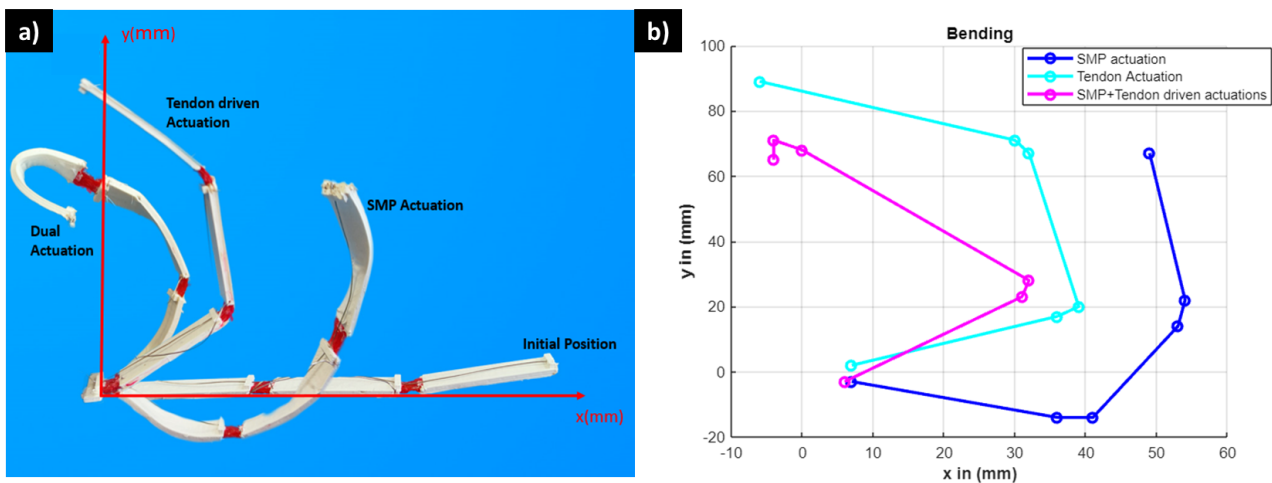 a)
y(mm)
Tendon driven
Actuation
SMP Actuation
Dual
Actuation
Initial Position
x(mm)
b)
Bending
SMP actuation
Tendon Actuation
SMP+Tendon driven actuations
100
80
60
40
20
0
-20
y in (mm)
-10
0
10
20
30
40
50
60
x in (mm)